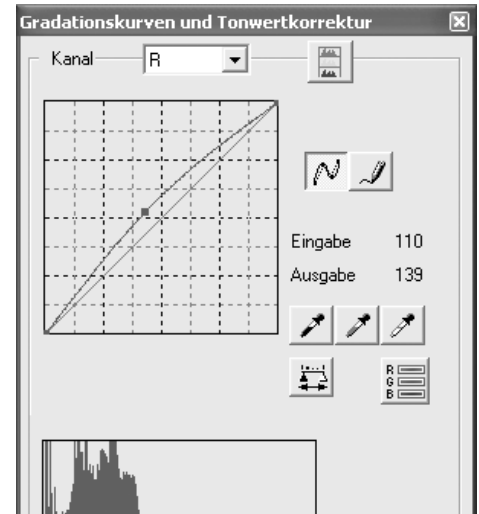 Gradationskurven und Tonwertkorrektur
Kanal R
Eingabe 110
Ausgabe 139
R
G
B